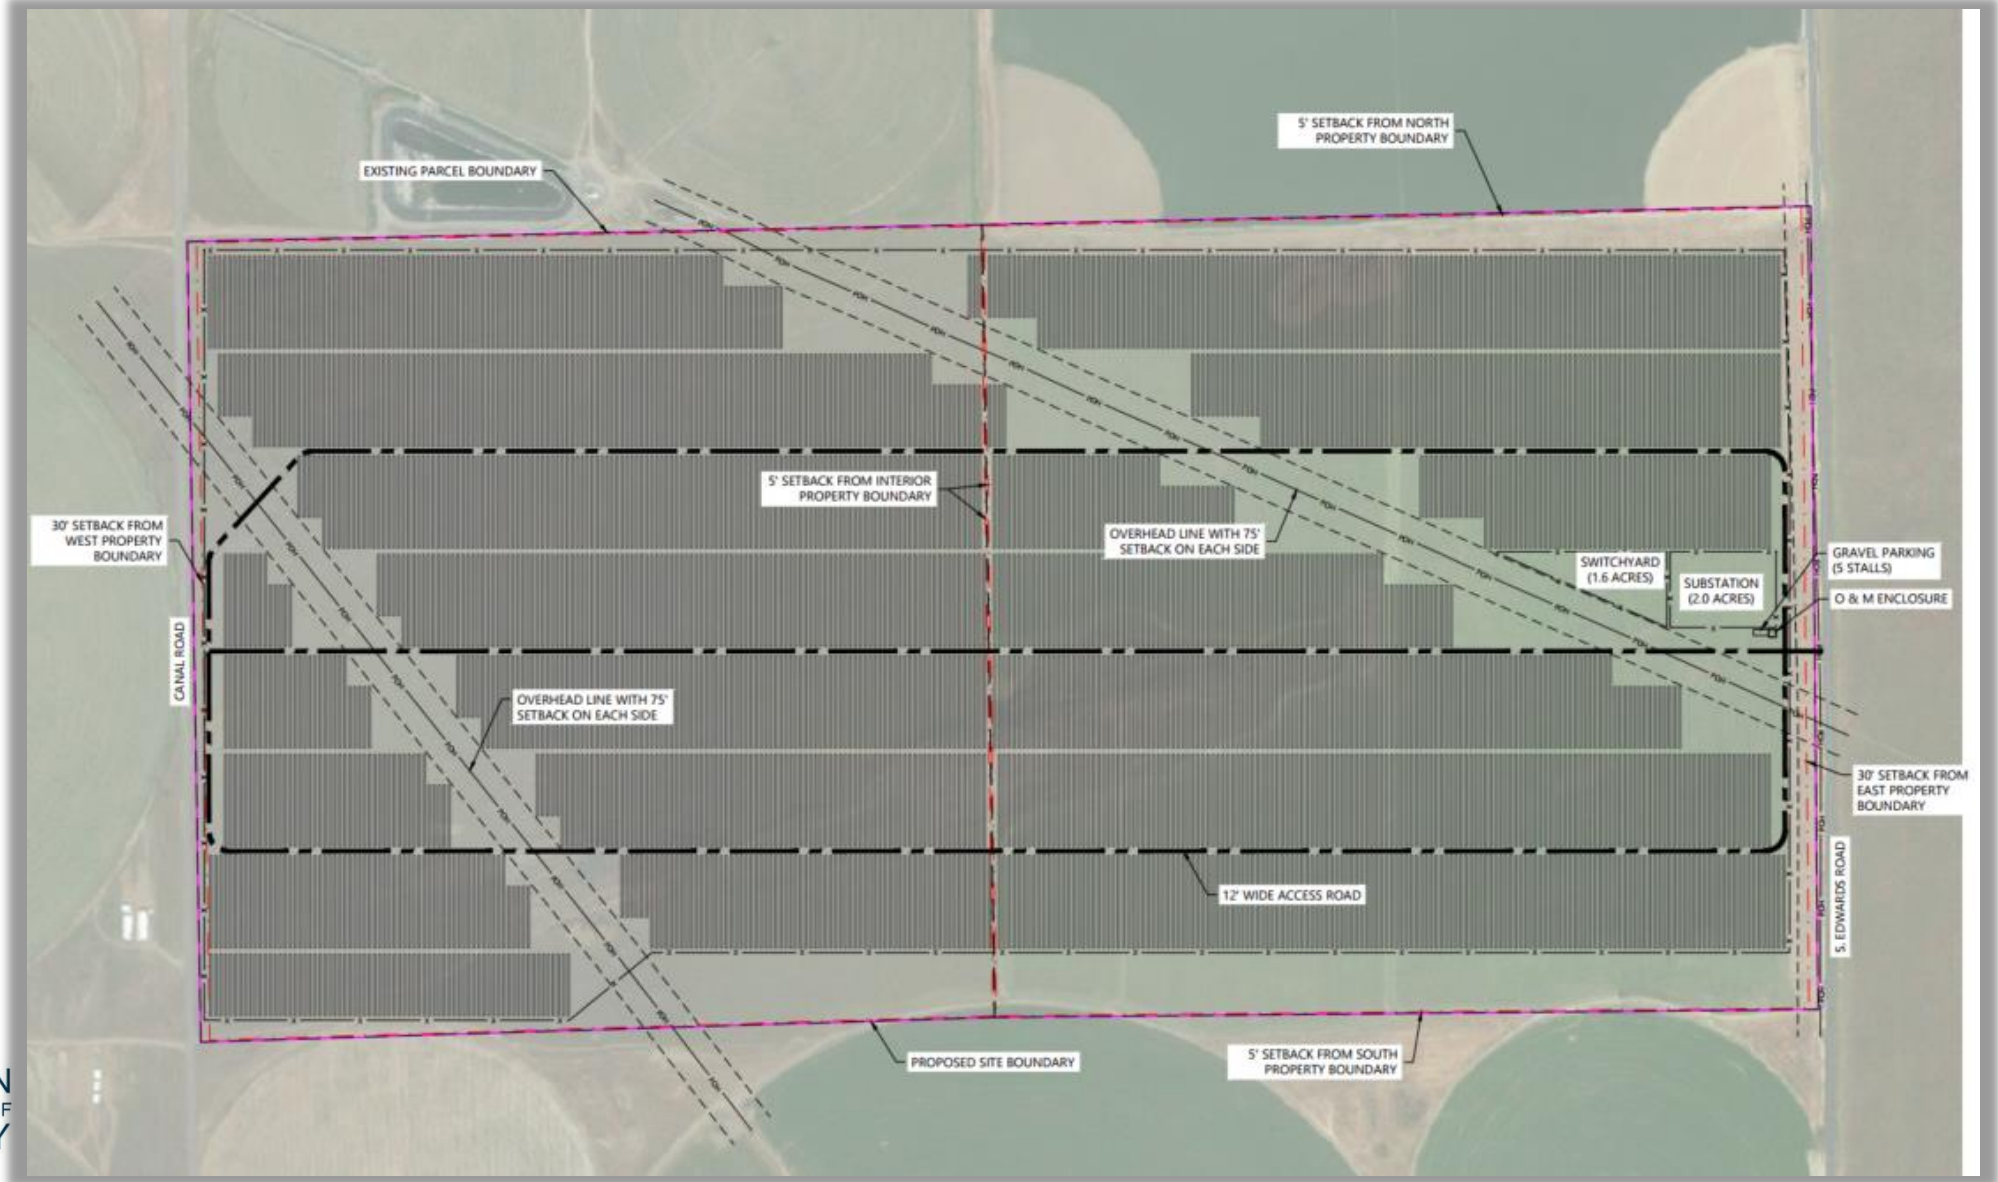 5' SETBACK FROM NORTH
PROPERTY BOUNDARY
EXISTING PARCEL BOUNDARY
5' SETBACK FROM INTERIOR
PROPERTY BOUNDARY
30' SETBACK FROM
WEST PROPERTY
BOUNDARY
OVERHEAD LINE WITH 75'
SETBACK ON EACH SIDE
SWITCHYARD
(1.6 ACRES)
SUBSTATION
(2.0 ACRES)
GRAVEL PARKING
(5 STALLS)
O & M ENCLOSURE
CANAL ROAD
OVERHEAD LINE WITH 75'
SETBACK ON EACH SIDE
30' SETBACK FROM
EAST PROPERTY
BOUNDARY
12' WIDE ACCESS ROAD
S. EDWARDS ROAD
PROPOSED SITE BOUNDARY
5' SETBACK FROM SOUTH
PROPERTY BOUNDARY
N
F
Y